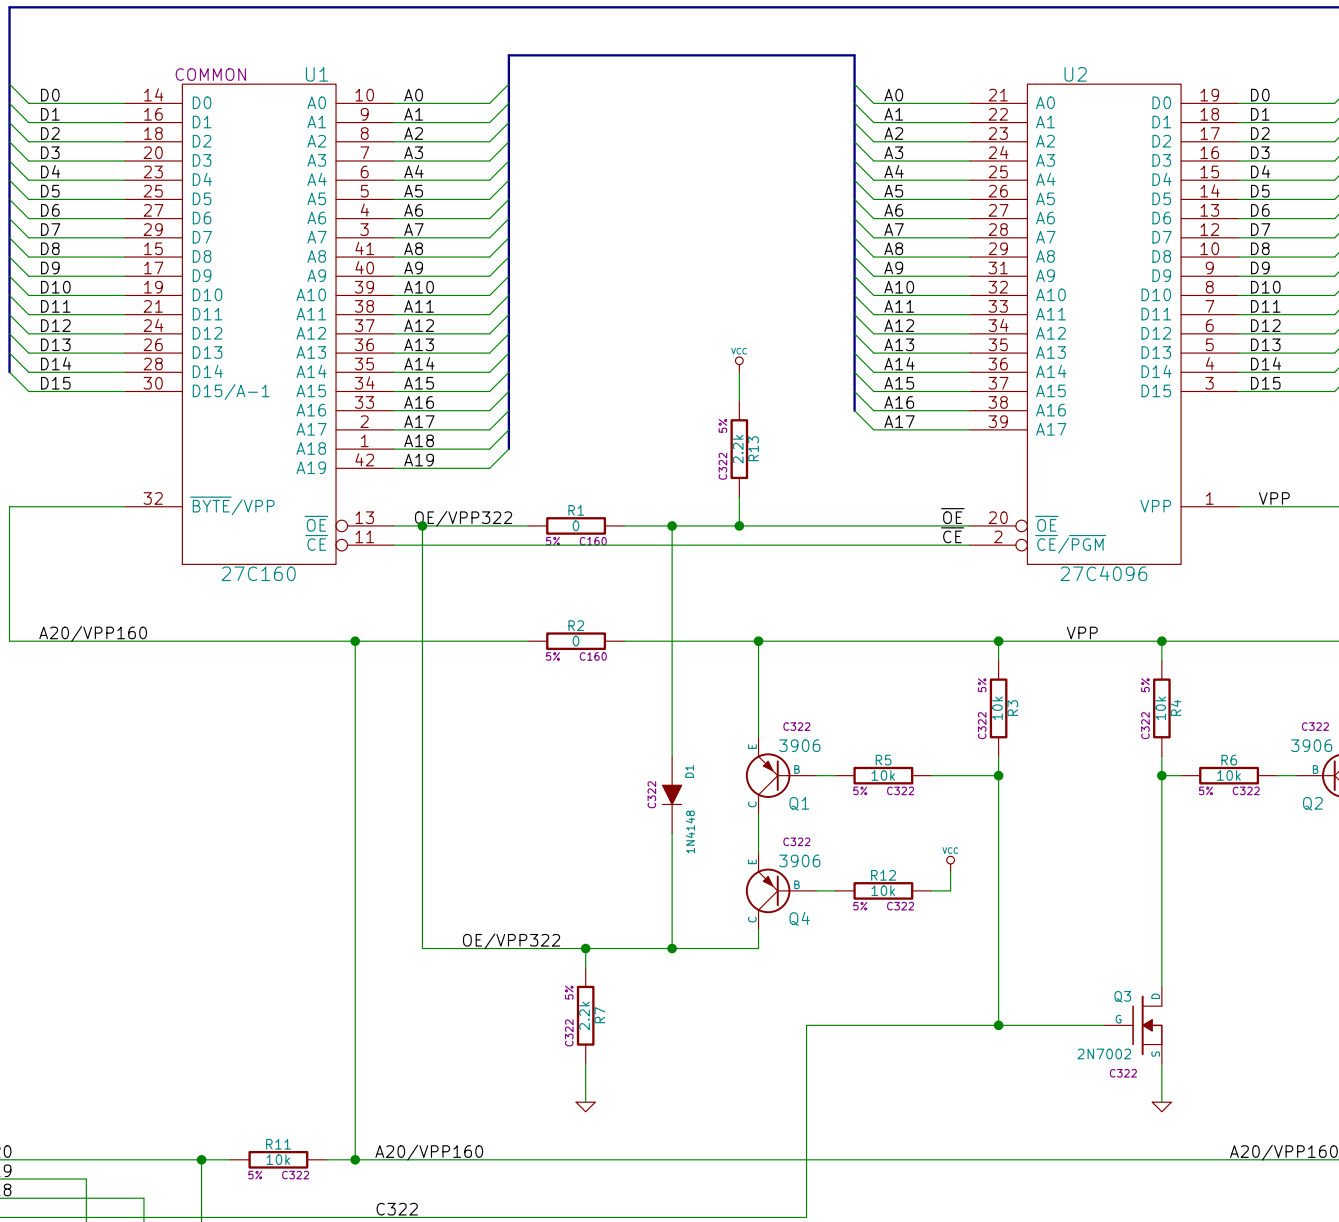 COMMON
U1
U2
D0 14 D0 A0 10 A0
D1 16 D1 A1 9 A1
D2 18 D2 A2 8 A2
D3 20 D3 A3 7 A3
D4 23 D4 A4 6 A4
D5 25 D5 A5 5 A5
D6 27 D6 A6 4 A6
D7 29 D7 A7 3 A7
D8 15 D8 A8 41 A8
D9 17 D9 A9 40 A9
D10 19 D10 A10 39 A10
D11 21 D11 A11 38 A11
D12 24 D12 A12 37 A12
D13 26 D13 A13 36 A13
D14 28 D14 A14 35 A14
D15 30 D15/A-1 A15 34 A15
A16 33 A16
A17 2 A17
A18 1 A18
A19 42 A19
32 BYTE/VPP
OE 13 OE/VPP322
CE 11
27C160
A0 21 A0 D0 19 D0
A1 22 A1 D1 18 D1
A2 23 A2 D2 17 D2
A3 24 A3 D3 16 D3
A4 25 A4 D4 15 D4
A5 26 A5 D5 14 D5
A6 27 A6 D6 13 D6
A7 28 A7 D7 12 D7
A8 29 A8 D8 10 D8
A9 31 A9 D9 9 D9
A10 32 A10 D10 8 D10
A11 33 A11 D11 7 D11
A12 34 A12 D12 6 D12
A13 35 A13 D13 5 D13
A14 36 A14 D14 4 D14
A15 37 A15 D15 3 D15
A16 38 A16
A17 39 A17
VPP 1 VPP
OE 20 OE
CE 2 CE/PGM
27C4096
VCC
5%
2.2k
R13
C322
R1
0
5% C160
A20/VPP160
R2
0
5% C160
VPP
5%
10k
R3
C322
5%
10k
R4
C322
C322
3906
E
B
C
Q1
R5
10k
5% C322
R6
10k
5% C322
C322
3906
B
Q2
D1
C322
1N4148
C322
3906
E
B
C
Q4
R12
10k
5% C322
VCC
OE/VPP322
5%
2.2k
R7
C322
Q3
D
G
S
2N7002
C322
20
19
18
R11
10k
5% C322
A20/VPP160
A20/VPP160
C322